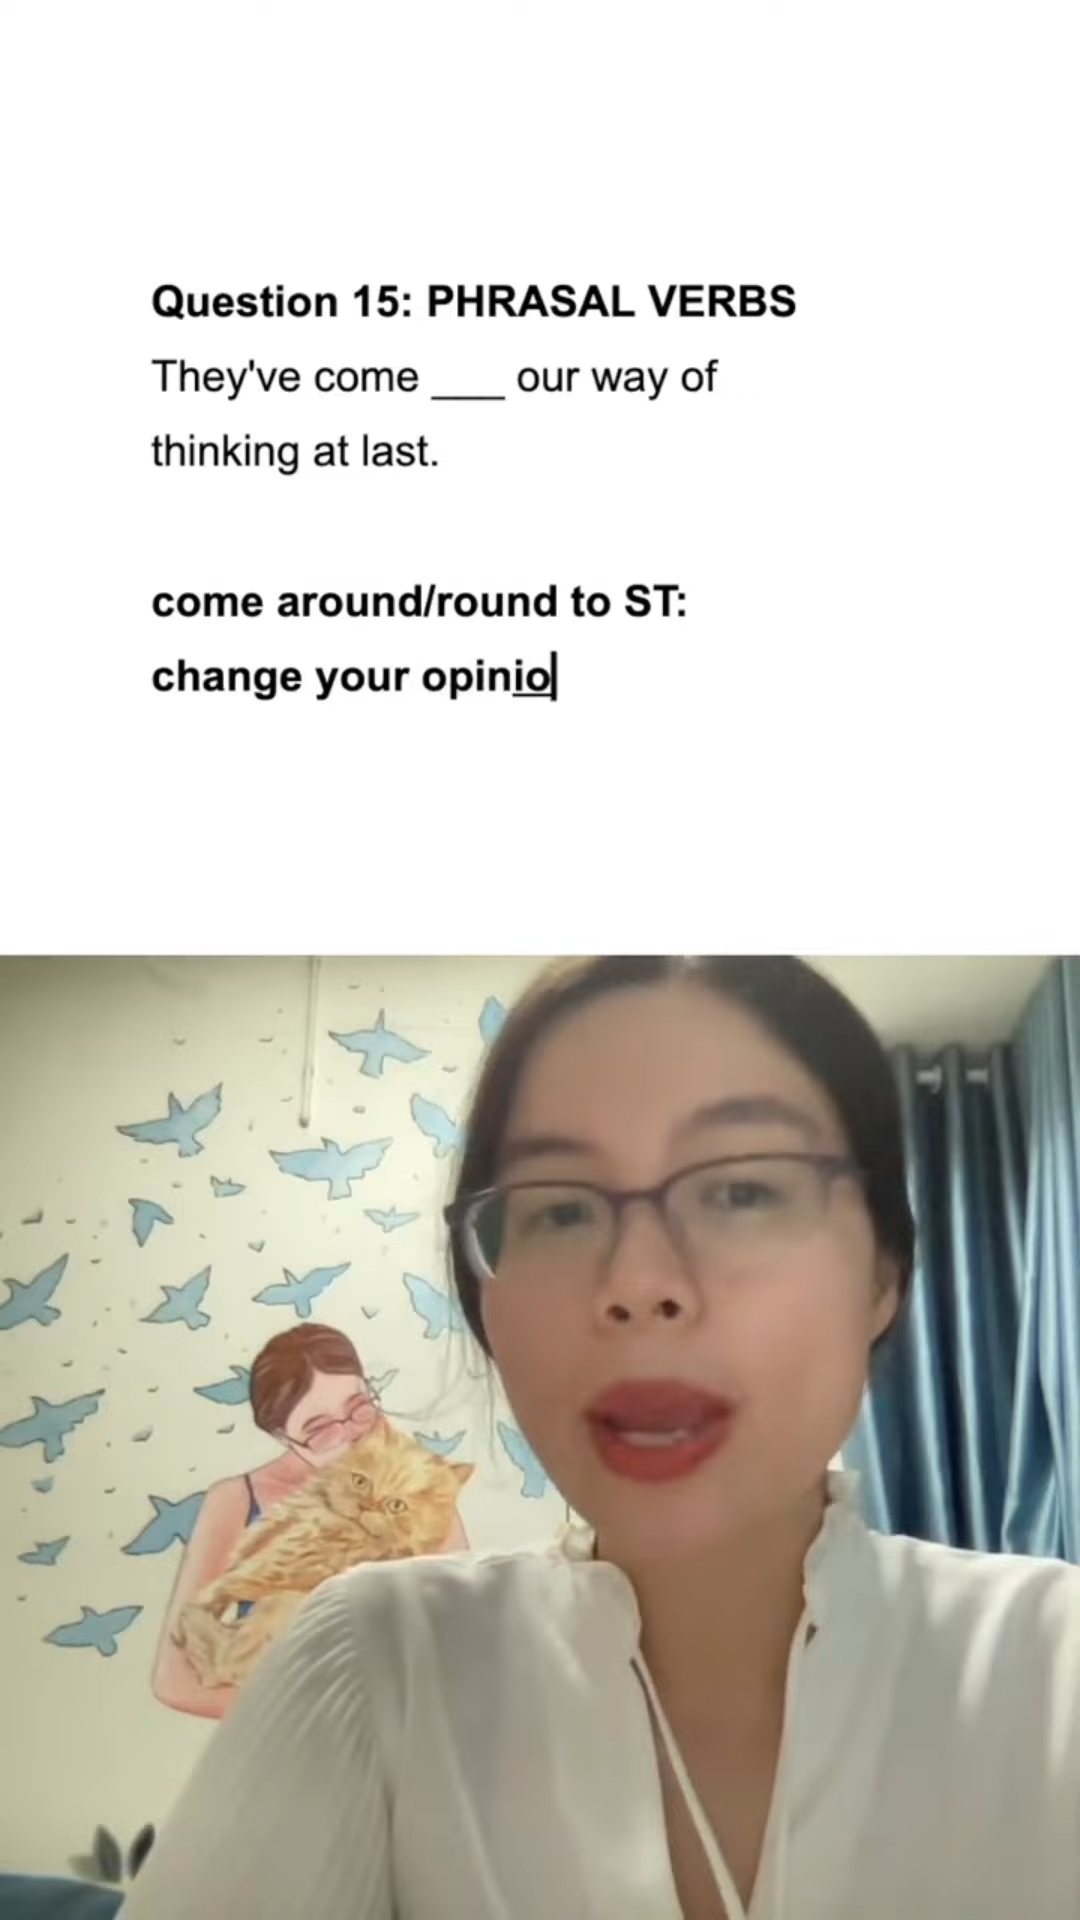 Question 15: PHRASAL VERBS
They've come ___ our way of
thinking at last.
come around/round to ST:
change your opinio